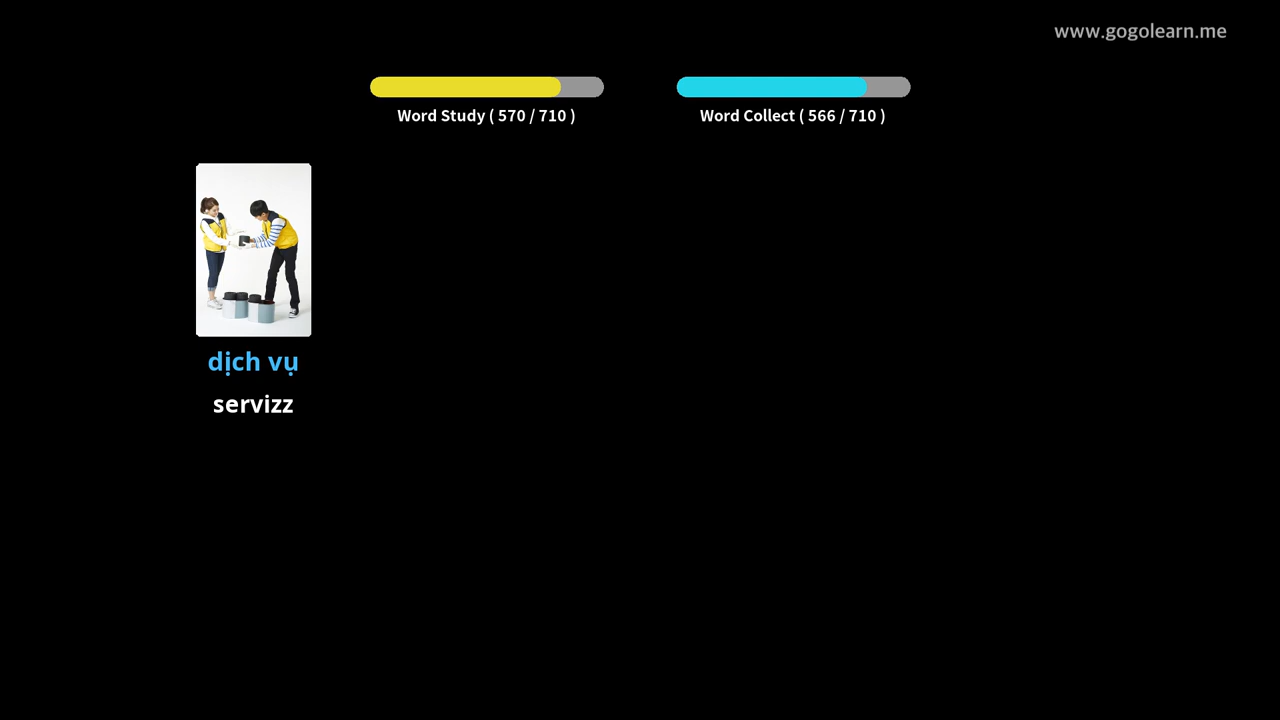 www.gogolearn.me
Word Study ( 570 / 710 )
Word Collect ( 566 / 710 )
dịch vụ
servizz